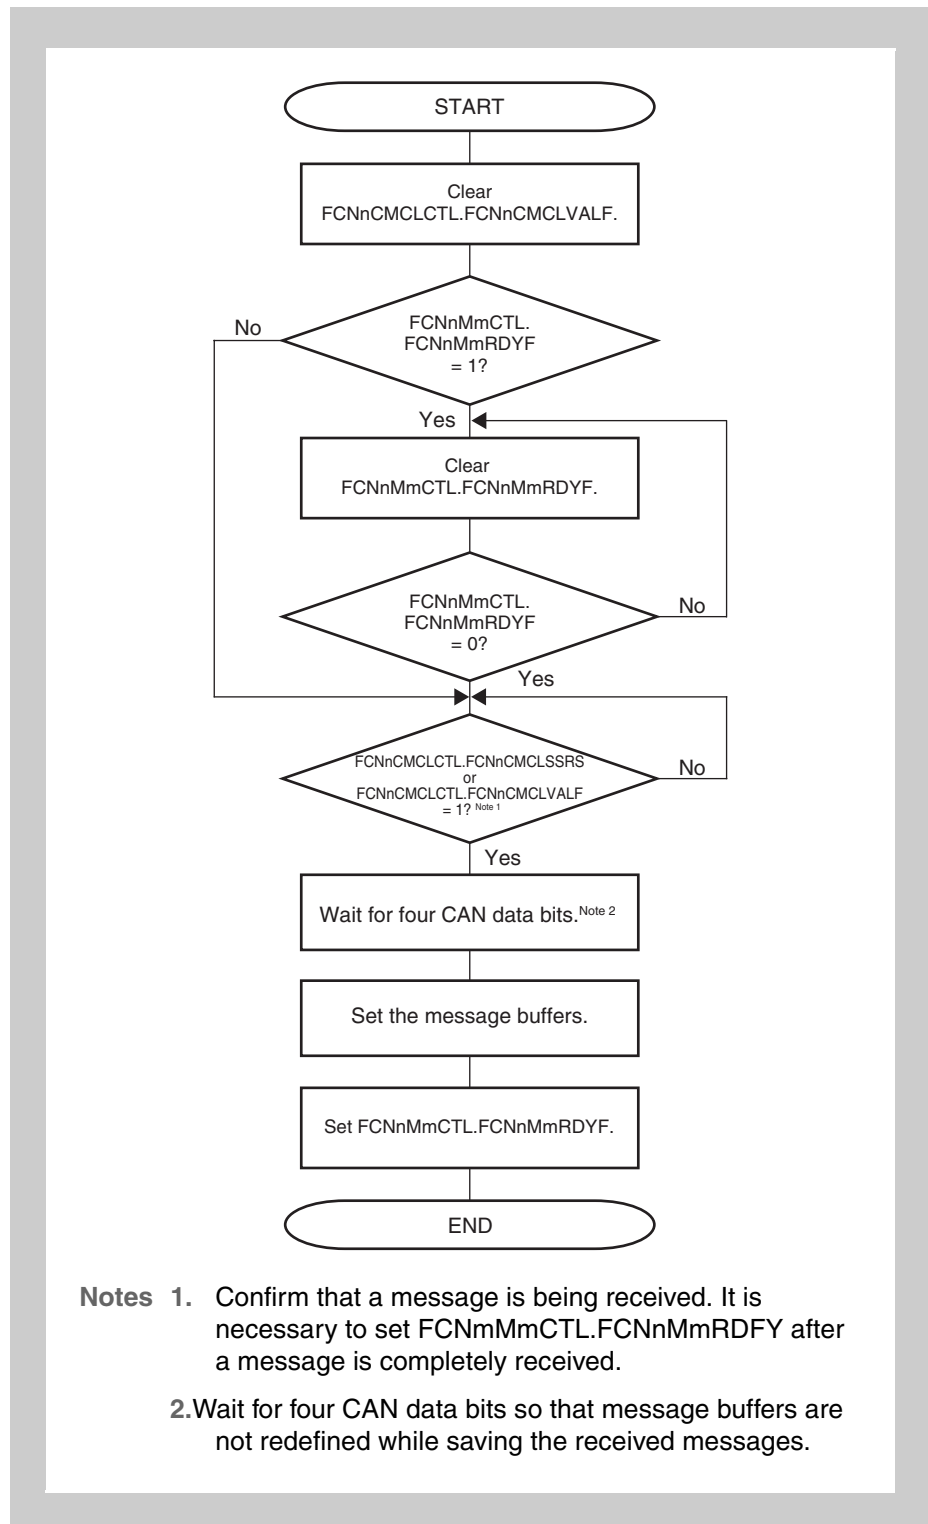 START
Clear
FCNnCMCLCTL.FCNnCMCLVALF.
No
FCNnMmCTL.
FCNnMmRDYF
= 1?
Yes
Clear
FCNnMmCTL.FCNnMmRDYF.
FCNnMmCTL.
FCNnMmRDYF
= 0?
No
Yes
FCNnCMCLCTL.FCNnCMCLSSRS
or
FCNnCMCLCTL.FCNnCMCLVALF
= 1? Note 1
No
Yes
Wait for four CAN data bits.Note 2
Set the message buffers.
Set FCNnMmCTL.FCNnMmRDYF.
END
Notes 1. Confirm that a message is being received. It is
necessary to set FCNmMmCTL.FCNnMmRDFY after
a message is completely received.
2.Wait for four CAN data bits so that message buffers are
not redefined while saving the received messages.